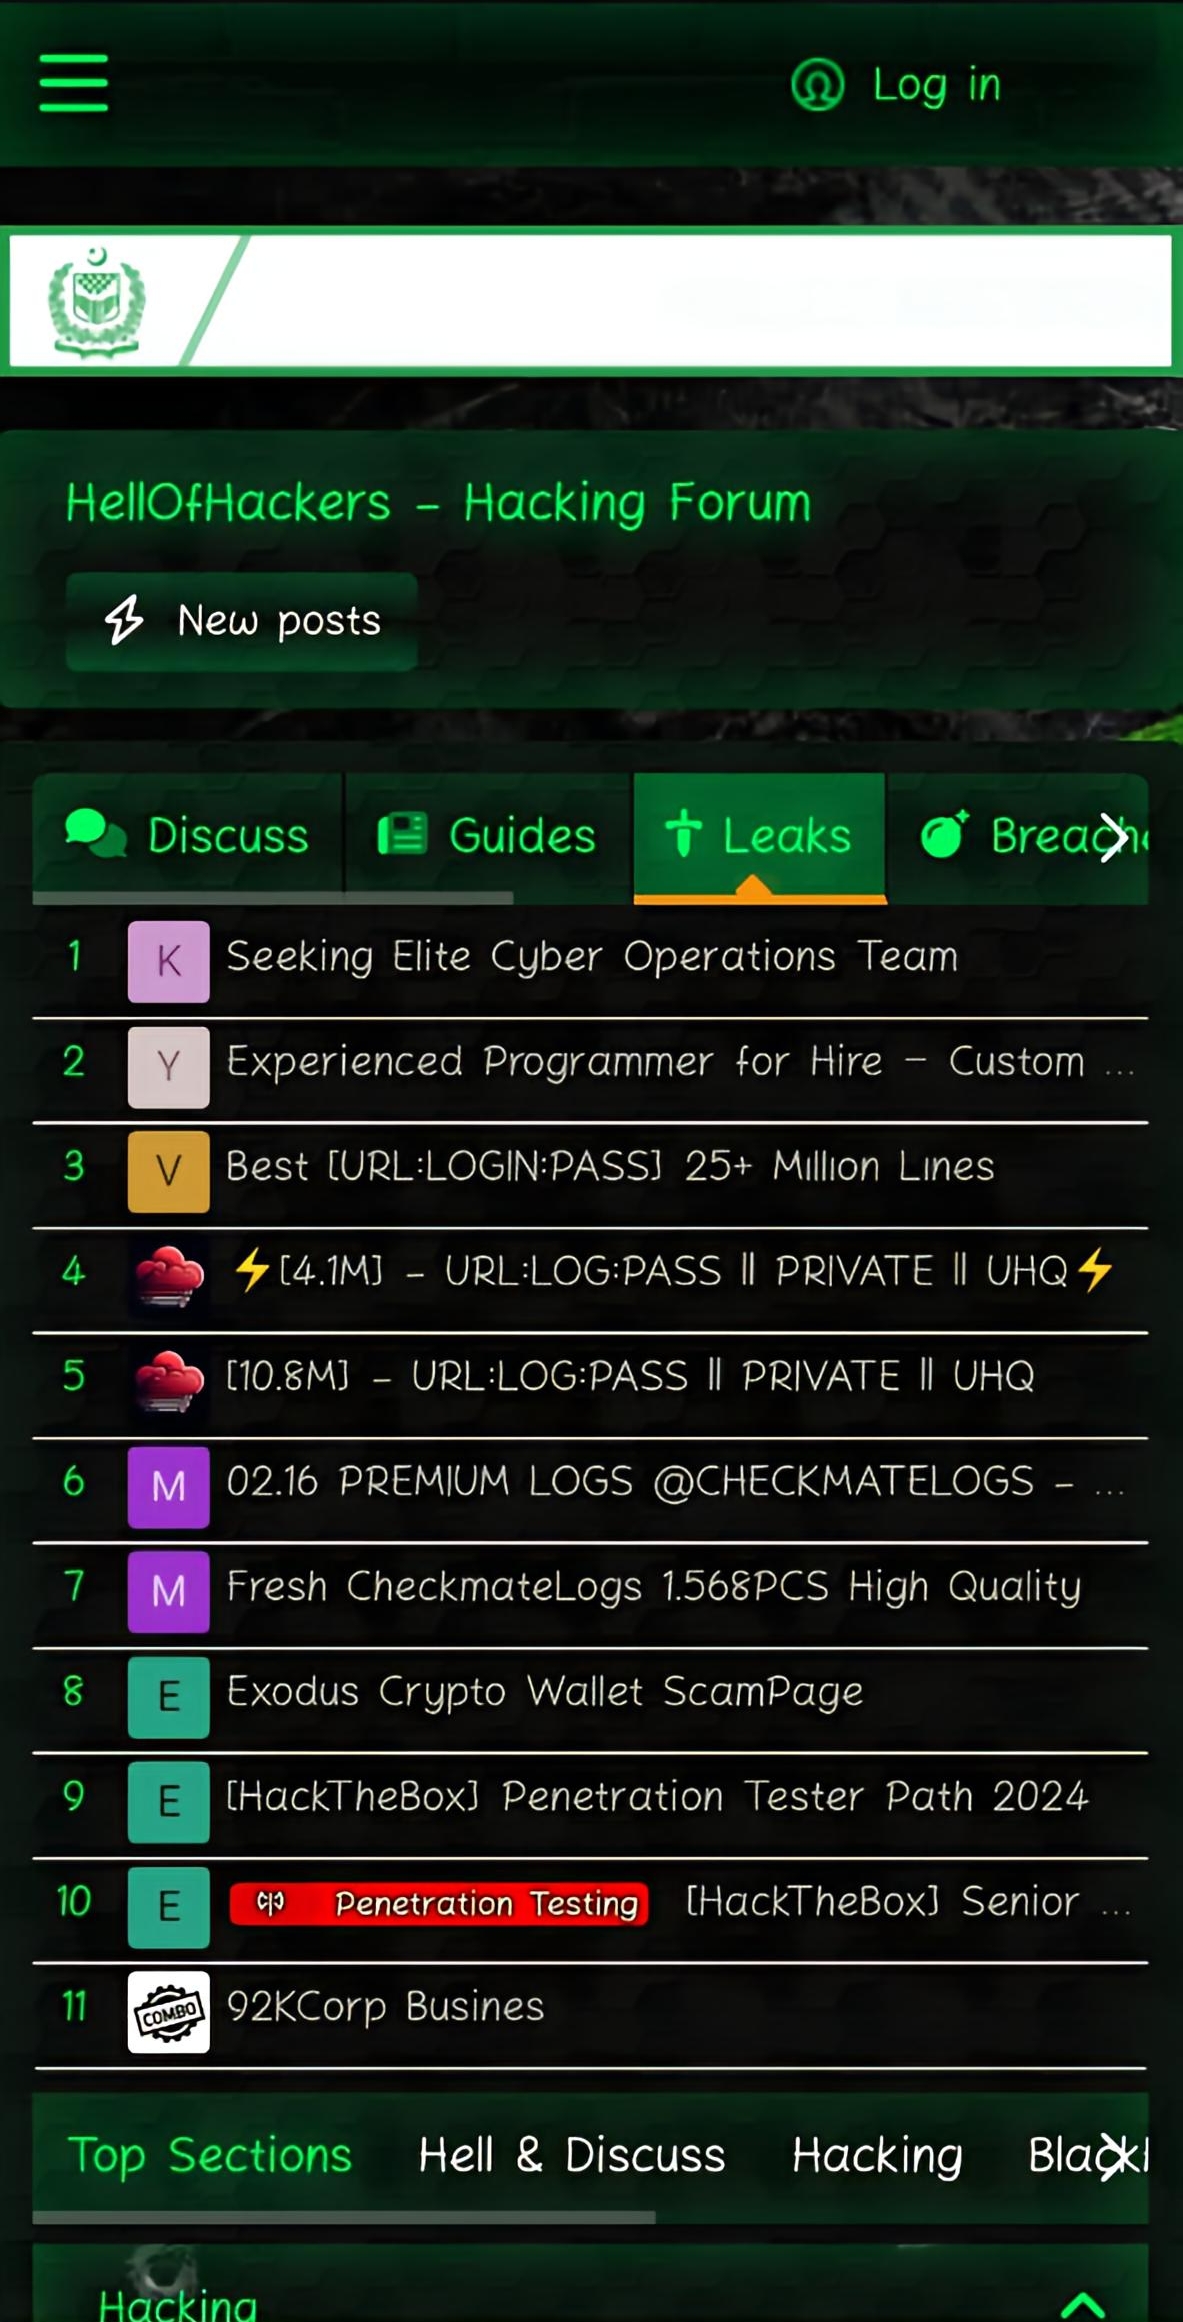 Log in
HellOfHackers – Hacking Forum
New posts
Discuss Guides Leaks
1 K Seeking Elite Cyber Operations Team
2 Y Experienced Programmer for Hire – Custom ...
3 V Best [URL:LOGIN:PASS] 25+ Million Lines
4 ⚡[4.1M] – URL:LOG:PASS || PRIVATE || UHQ⚡
5 [10.8M] – URL:LOG:PASS || PRIVATE || UHQ
6 M 02.16 PREMIUM LOGS @CHECKMATELOGS – ...
7 M Fresh CheckmateLogs 1.568PCS High Quality
8 E Exodus Crypto Wallet ScamPage
9 E [HackTheBox] Penetration Tester Path 2024
10 E Penetration Testing [HackTheBox] Senior ...
11 COMBO 92KCorp Busines
Top Sections Hell & Discuss Hacking
Hacking